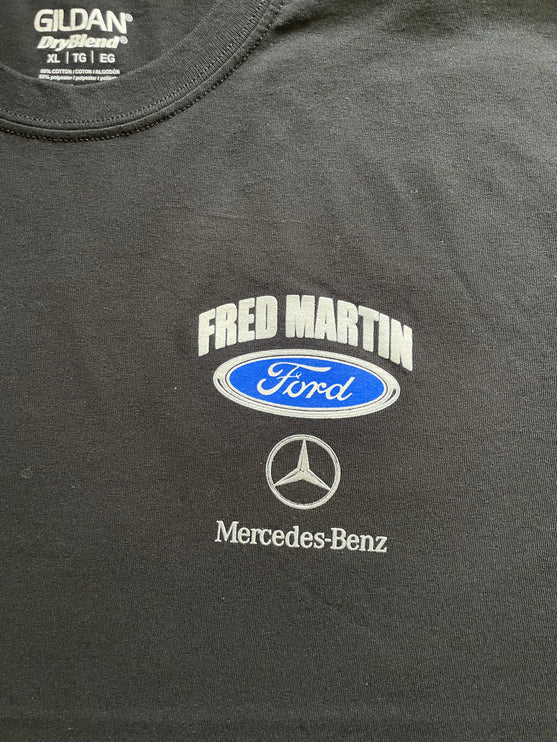 GILDAN®
DryBlend®
XL | TG | EG
FRED MARTIN
Ford
Mercedes-Benz